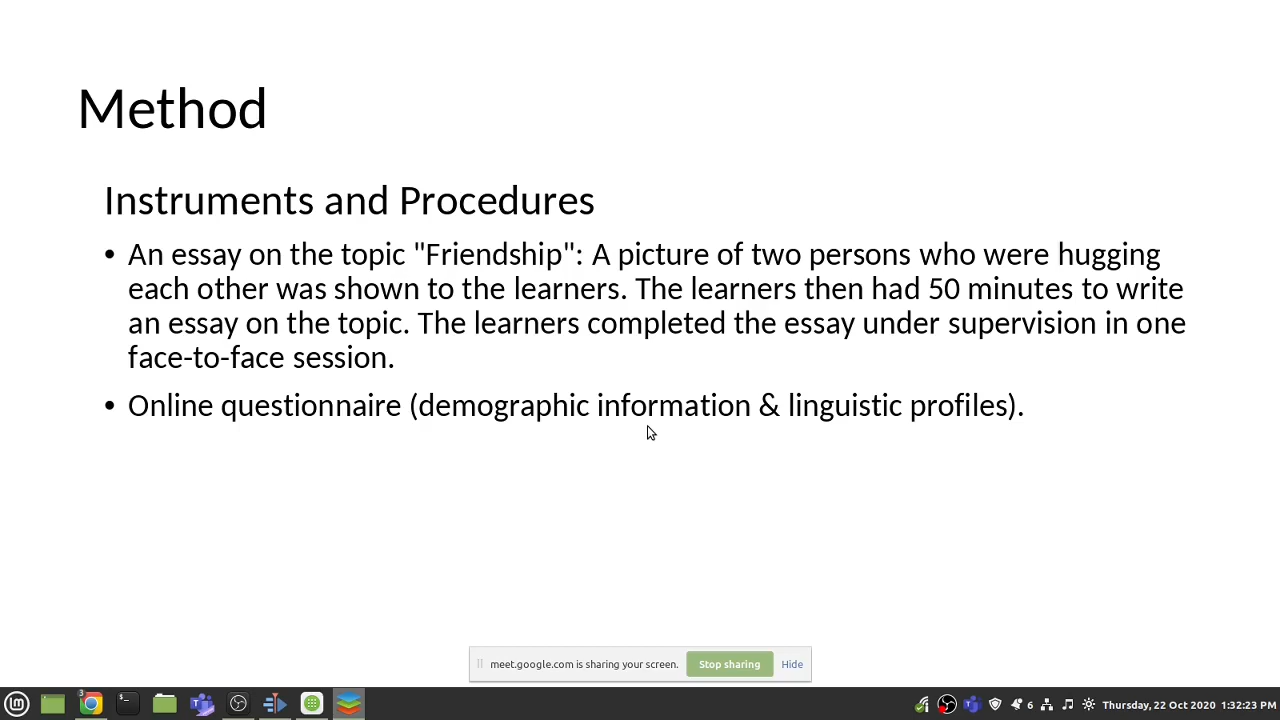 Method
Instruments and Procedures
• An essay on the topic "Friendship": A picture of two persons who were hugging
each other was shown to the learners. The learners then had 50 minutes to write
an essay on the topic. The learners completed the essay under supervision in one
face-to-face session.
• Online questionnaire (demographic information & linguistic profiles).
meet.google.com is sharing your screen. Stop sharing Hide
3
6 Thursday, 22 Oct 2020 1:32:23 PM